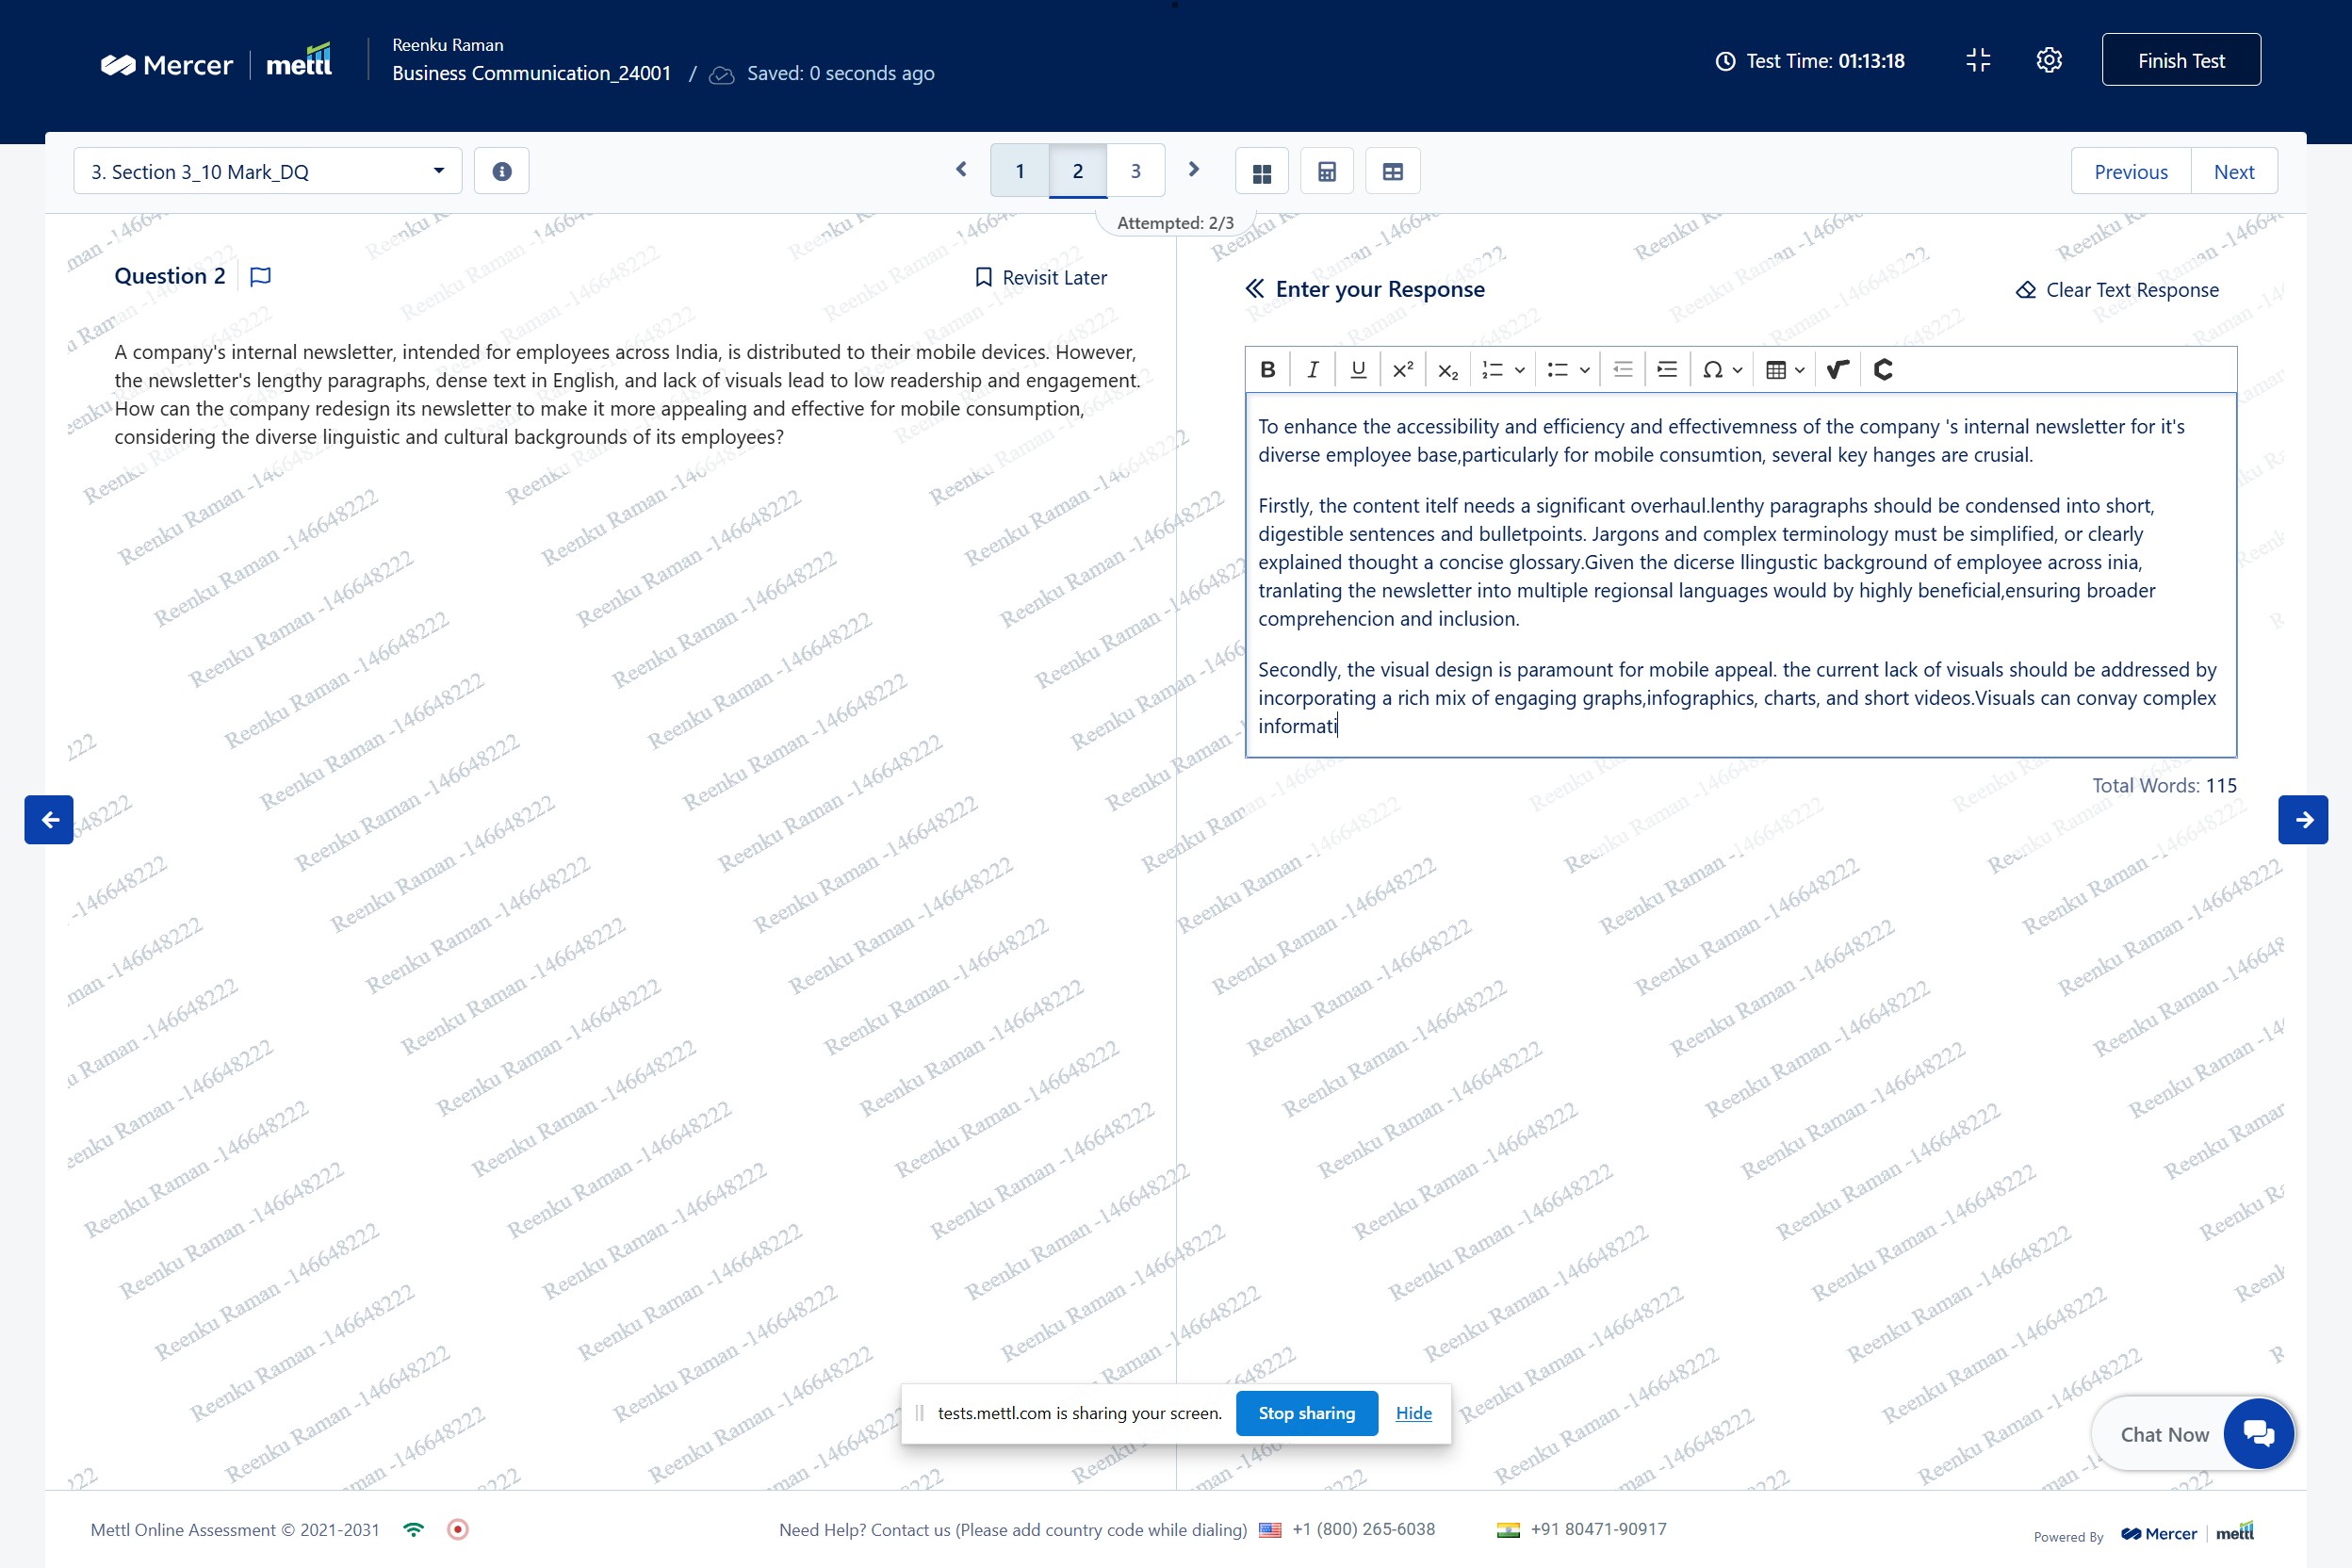 Mercer | mettl
Reenku Raman
Business Communication_24001 / Saved: 0 seconds ago
Test Time: 01:13:18
Finish Test
3. Section 3_10 Mark_DQ
1 2 3
Previous Next
Attempted: 2/3
Question 2
Revisit Later
A company's internal newsletter, intended for employees across India, is distributed to their mobile devices. However,
the newsletter's lengthy paragraphs, dense text in English, and lack of visuals lead to low readership and engagement.
How can the company redesign its newsletter to make it more appealing and effective for mobile consumption,
considering the diverse linguistic and cultural backgrounds of its employees?
Enter your Response
Clear Text Response
To enhance the accessibility and efficiency and effectivemness of the company 's internal newsletter for it's
diverse employee base,particularly for mobile consumtion, several key hanges are crusial.
Firstly, the content itelf needs a significant overhaul.lenthy paragraphs should be condensed into short,
digestible sentences and bulletpoints. Jargons and complex terminology must be simplified, or clearly
explained thought a concise glossary.Given the dicerse llingustic background of employee across inia,
tranlating the newsletter into multiple regionsal languages would by highly beneficial,ensuring broader
comprehencion and inclusion.
Secondly, the visual design is paramount for mobile appeal. the current lack of visuals should be addressed by
incorporating a rich mix of engaging graphs,infographics, charts, and short videos.Visuals can convay complex
informati
Total Words: 115
Reenku Raman -146648222
tests.mettl.com is sharing your screen.
Stop sharing
Hide
Chat Now
Mettl Online Assessment © 2021-2031
Need Help? Contact us (Please add country code while dialing) +1 (800) 265-6038 +91 80471-90917
Powered By Mercer | mettl